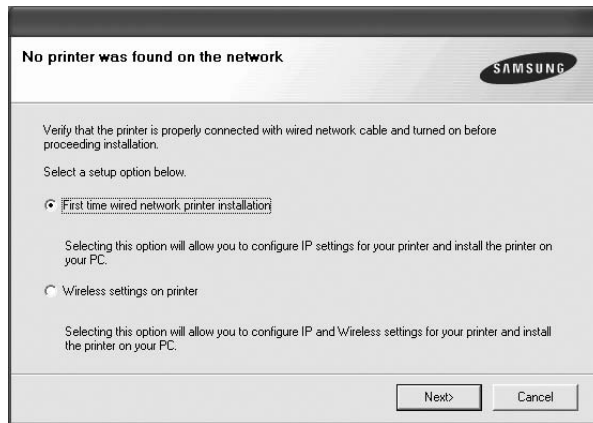 No printer was found on the network
SAMSUNG
Verify that the printer is properly connected with wired network cable and turned on before
proceeding installation.
Select a setup option below.
First time wired network printer installation
Selecting this option will allow you to configure IP settings for your printer and install the printer on
your PC.
Wireless settings on printer
Selecting this option will allow you to configure IP and Wireless settings for your printer and install
the printer on your PC.
Next> Cancel